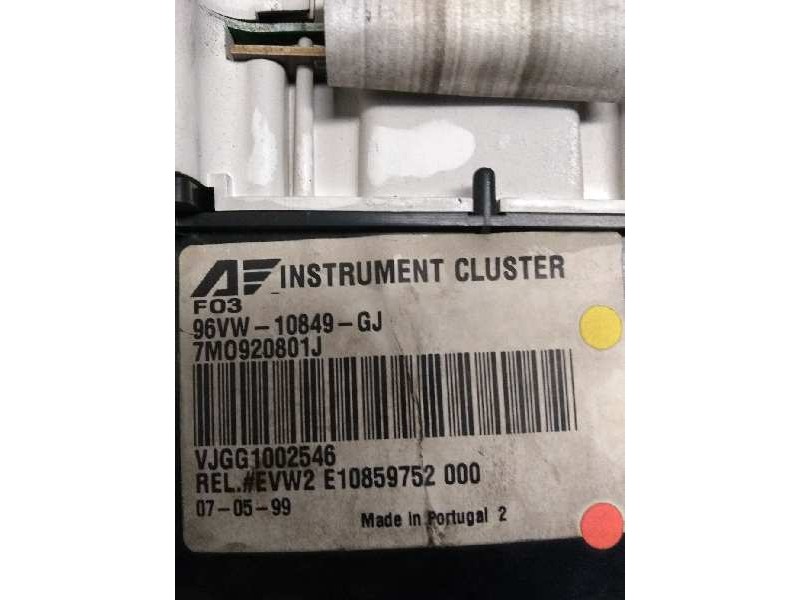 AF INSTRUMENT CLUSTER
F03
96VW-10849-GJ
7M0920801J
VJGG1002546
REL.#EVW2 E10859752 000
07-05-99
Made in Portugal 2